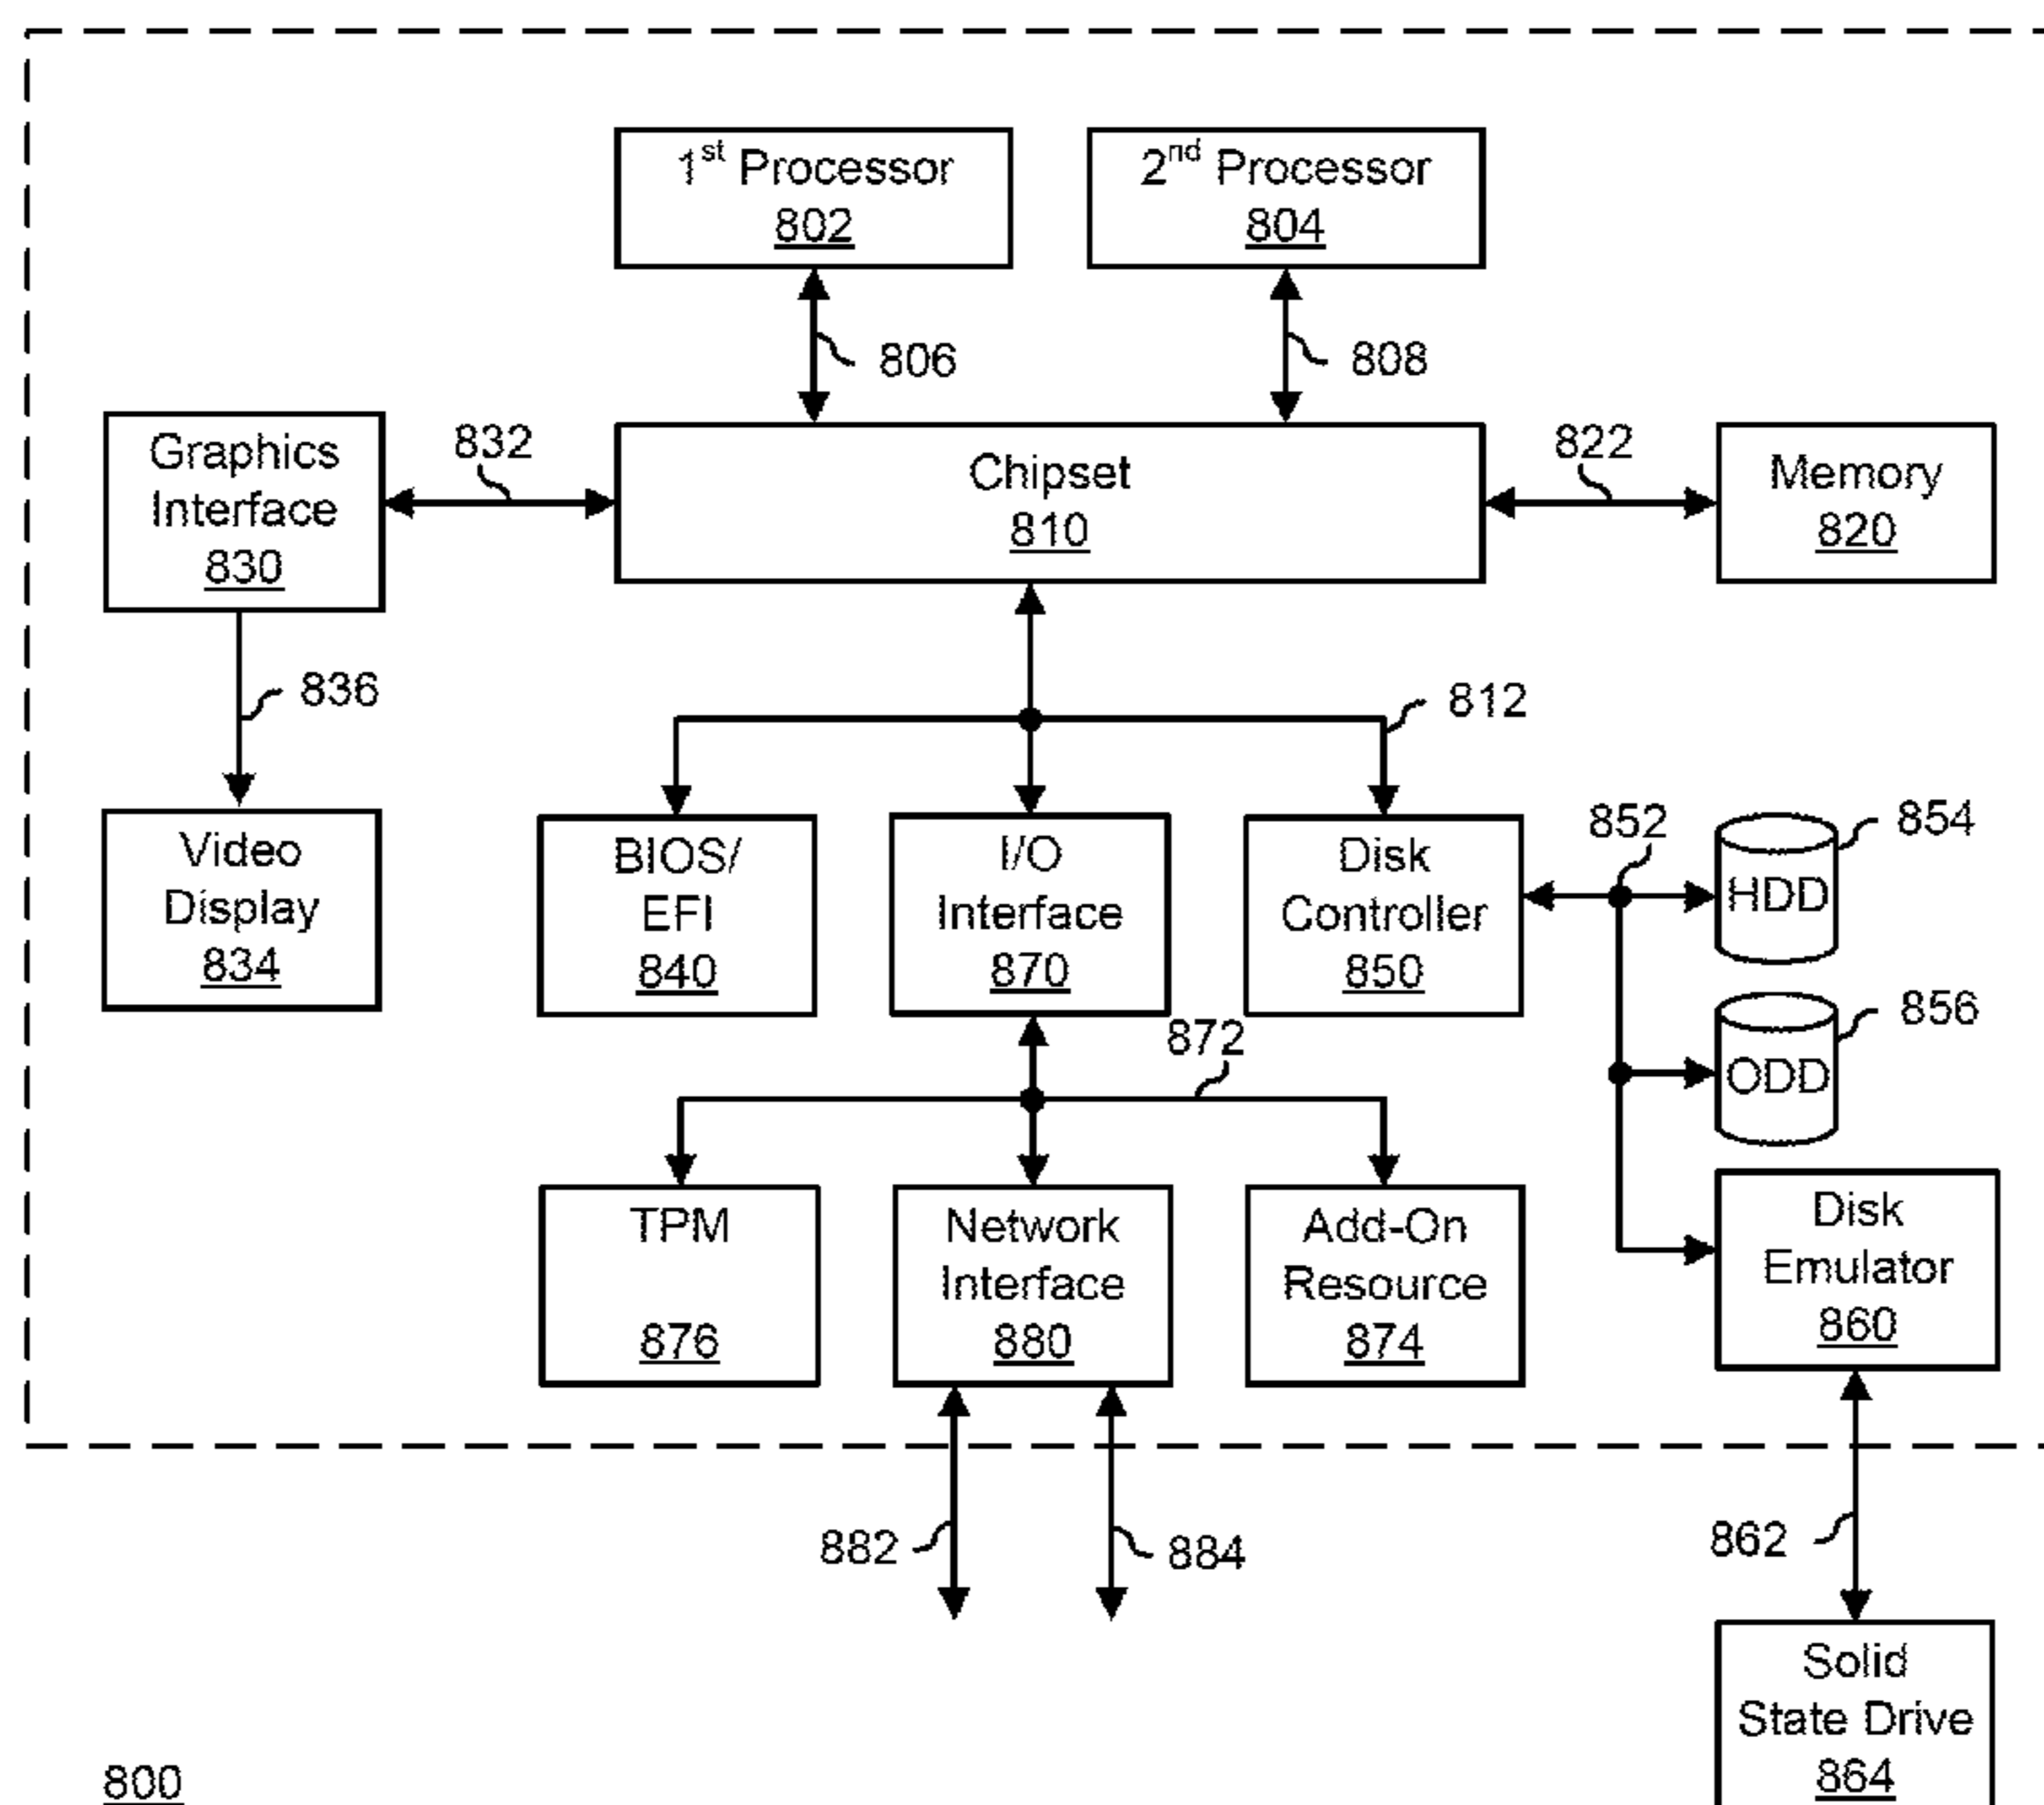 1st Processor
802
2nd Processor
804
806
808
Graphics
Interface
830
832
Chipset
810
822
Memory
820
836
812
Video
Display
834
BIOS/
EFI
840
I/O
Interface
870
Disk
Controller
850
852
HDD
854
ODD
856
872
TPM
876
Network
Interface
880
Add-On
Resource
874
Disk
Emulator
860
882
884
862
Solid
State Drive
864
800